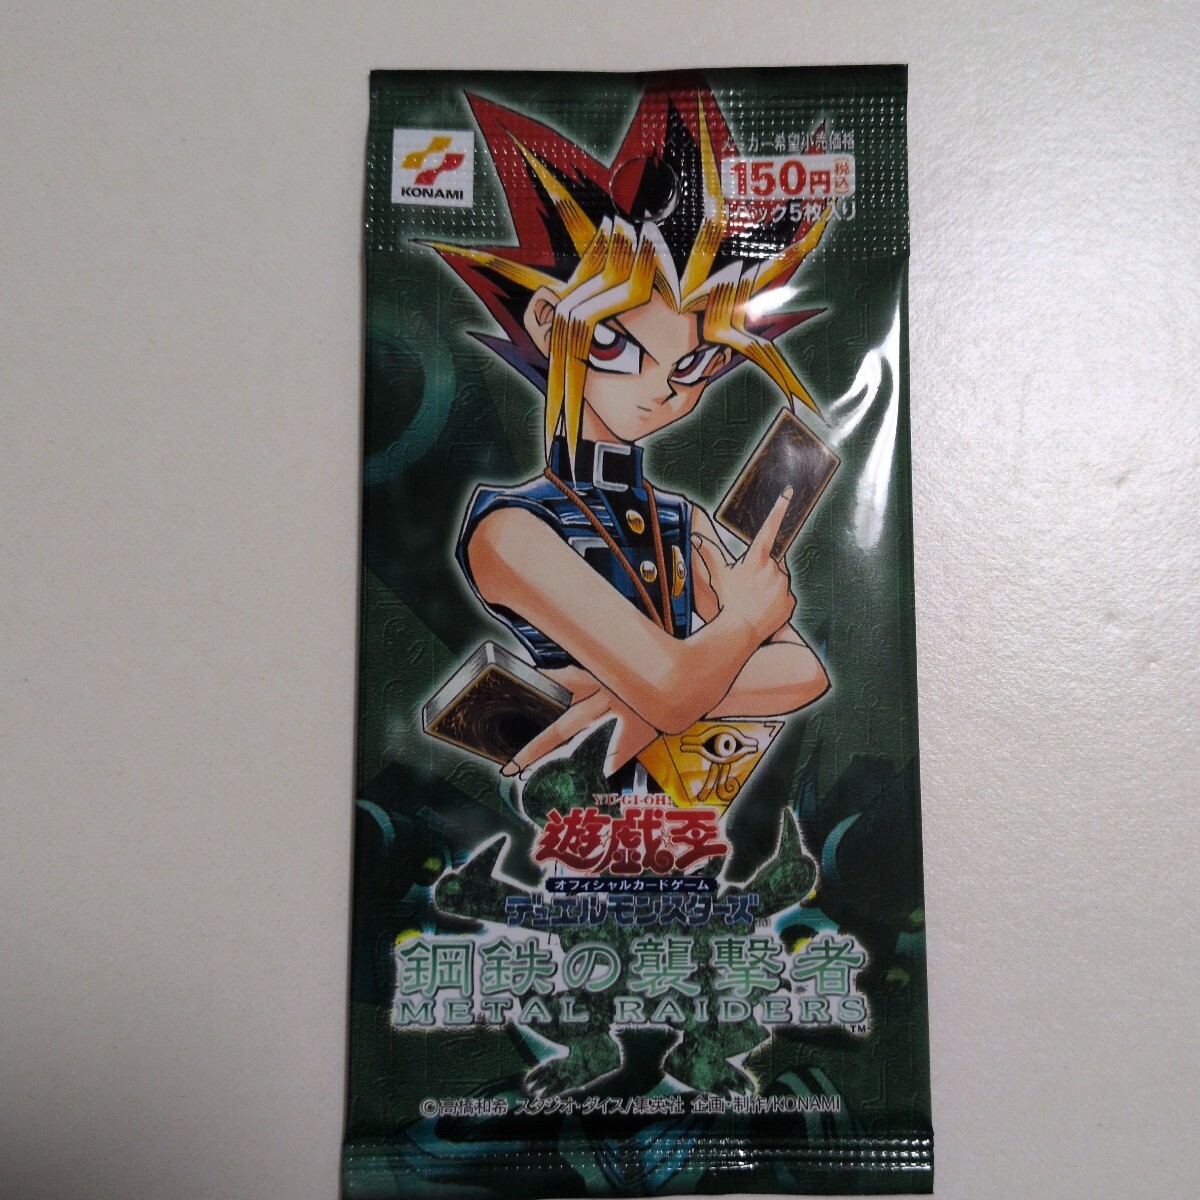 KONAMI
メーカー希望小売価格
150円(税込)
1パック5枚入り
YU-GI-OH!
遊戯王
オフィシャルカードゲーム
デュエルモンスターズ
鋼鉄の襲撃者
METAL RAIDERS™
©高橋和希 スタジオ・ダイス/集英社 企画・制作/KONAMI